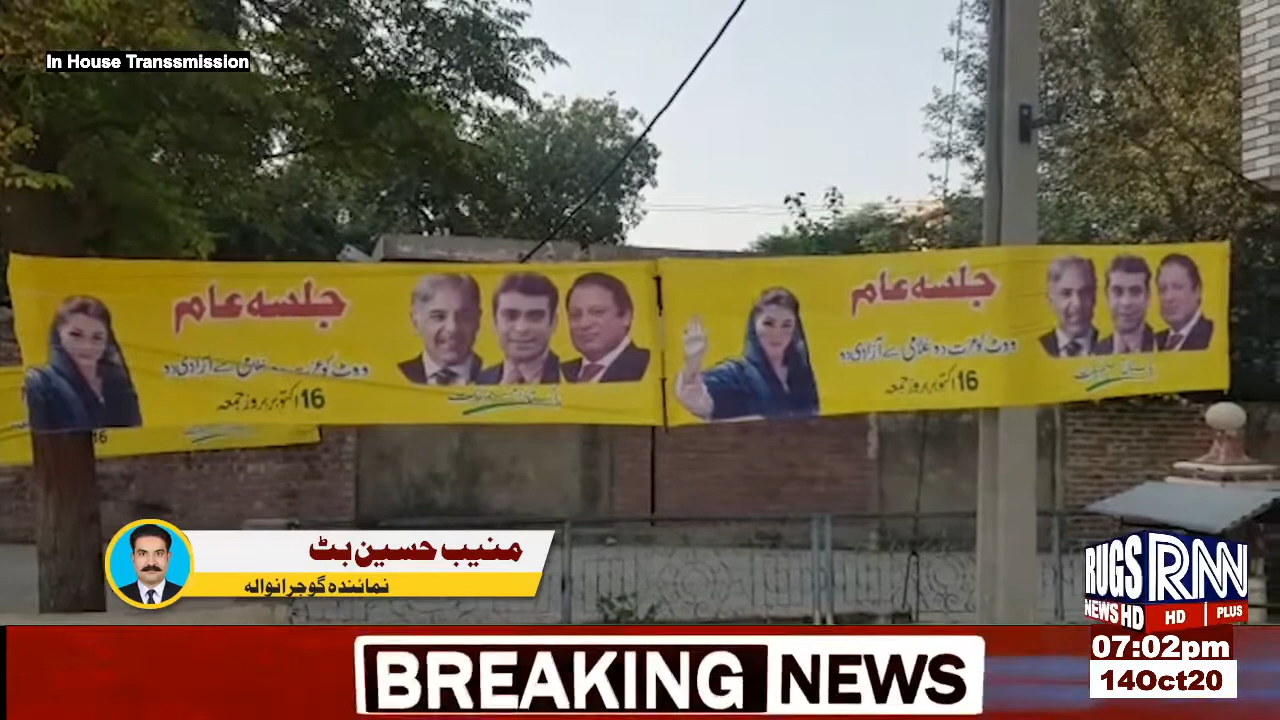 In House Transsmission
جلسہ عام
ووٹ کو عزت دو غلامی سے آزادی دو
16 اکتوبر بروز جمعہ
جلسہ عام
ووٹ کو عزت دو غلامی سے آزادی دو
16 اکتوبر بروز جمعہ
16
منیب حسین بٹ
نمائندہ گوجرانوالہ
RUGS RNN
NEWS HD HD | PLUS
BREAKING NEWS
07:02pm
14Oct20